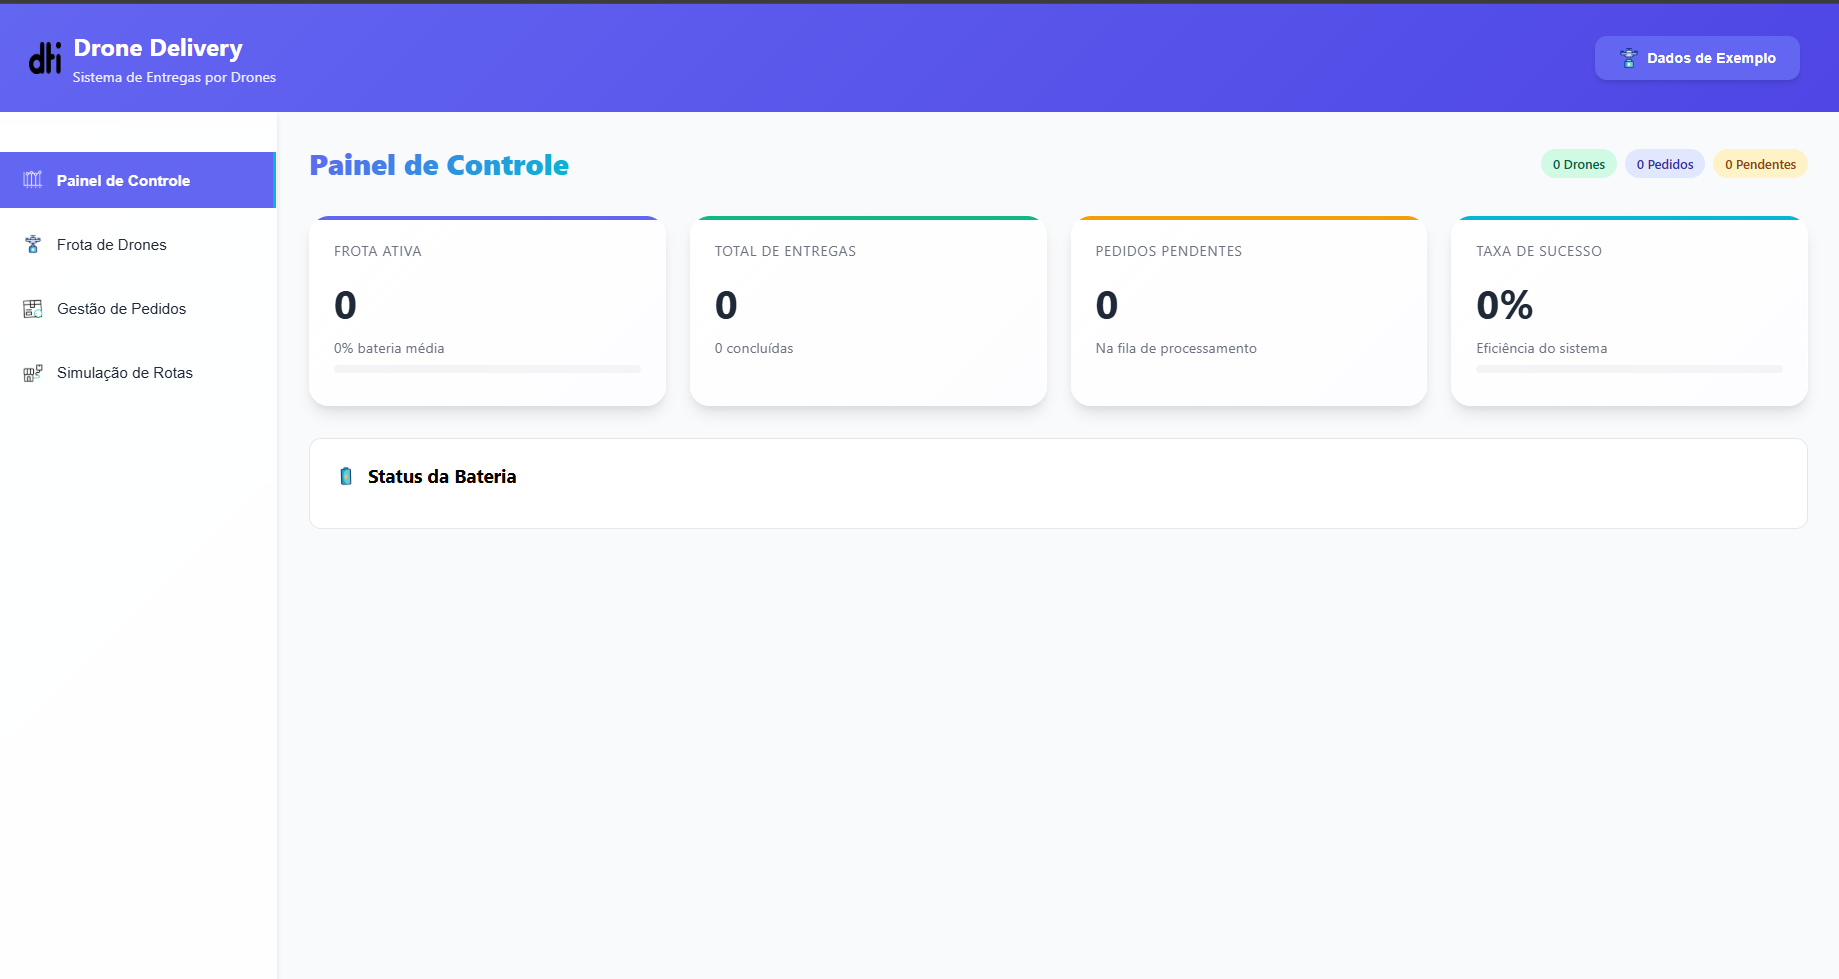 dti
Drone Delivery
Sistema de Entregas por Drones
Dados de Exemplo
Painel de Controle
Frota de Drones
Gestão de Pedidos
Simulação de Rotas
Painel de Controle
0 Drones
0 Pedidos
0 Pendentes
FROTA ATIVA
0
0% bateria média
TOTAL DE ENTREGAS
0
0 concluídas
PEDIDOS PENDENTES
0
Na fila de processamento
TAXA DE SUCESSO
0%
Eficiência do sistema
Status da Bateria